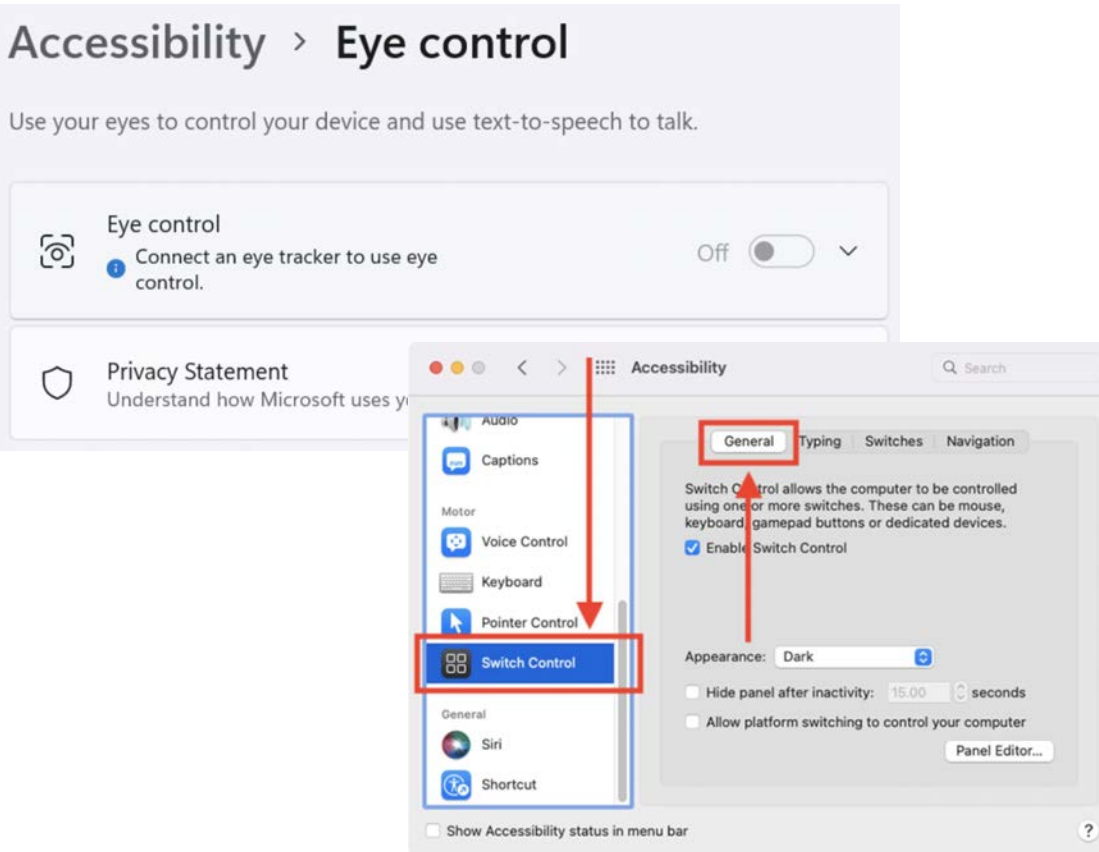 Accessibility > Eye control
Use your eyes to control your device and use text-to-speech to talk.
Eye control
Connect an eye tracker to use eye
control.
Off
Privacy Statement
Understand how Microsoft uses
Accessibility
Search
Audio
Captions
Motor
Voice Control
Keyboard
Pointer Control
Switch Control
General
Siri
Shortcut
General Typing Switches Navigation
Switch Control allows the computer to be controlled
using one or more switches. These can be mouse,
keyboard, gamepad buttons or dedicated devices.
Enable Switch Control
Appearance: Dark
Hide panel after inactivity: 15.00 seconds
Allow platform switching to control your computer
Panel Editor...
Show Accessibility status in menu bar
?